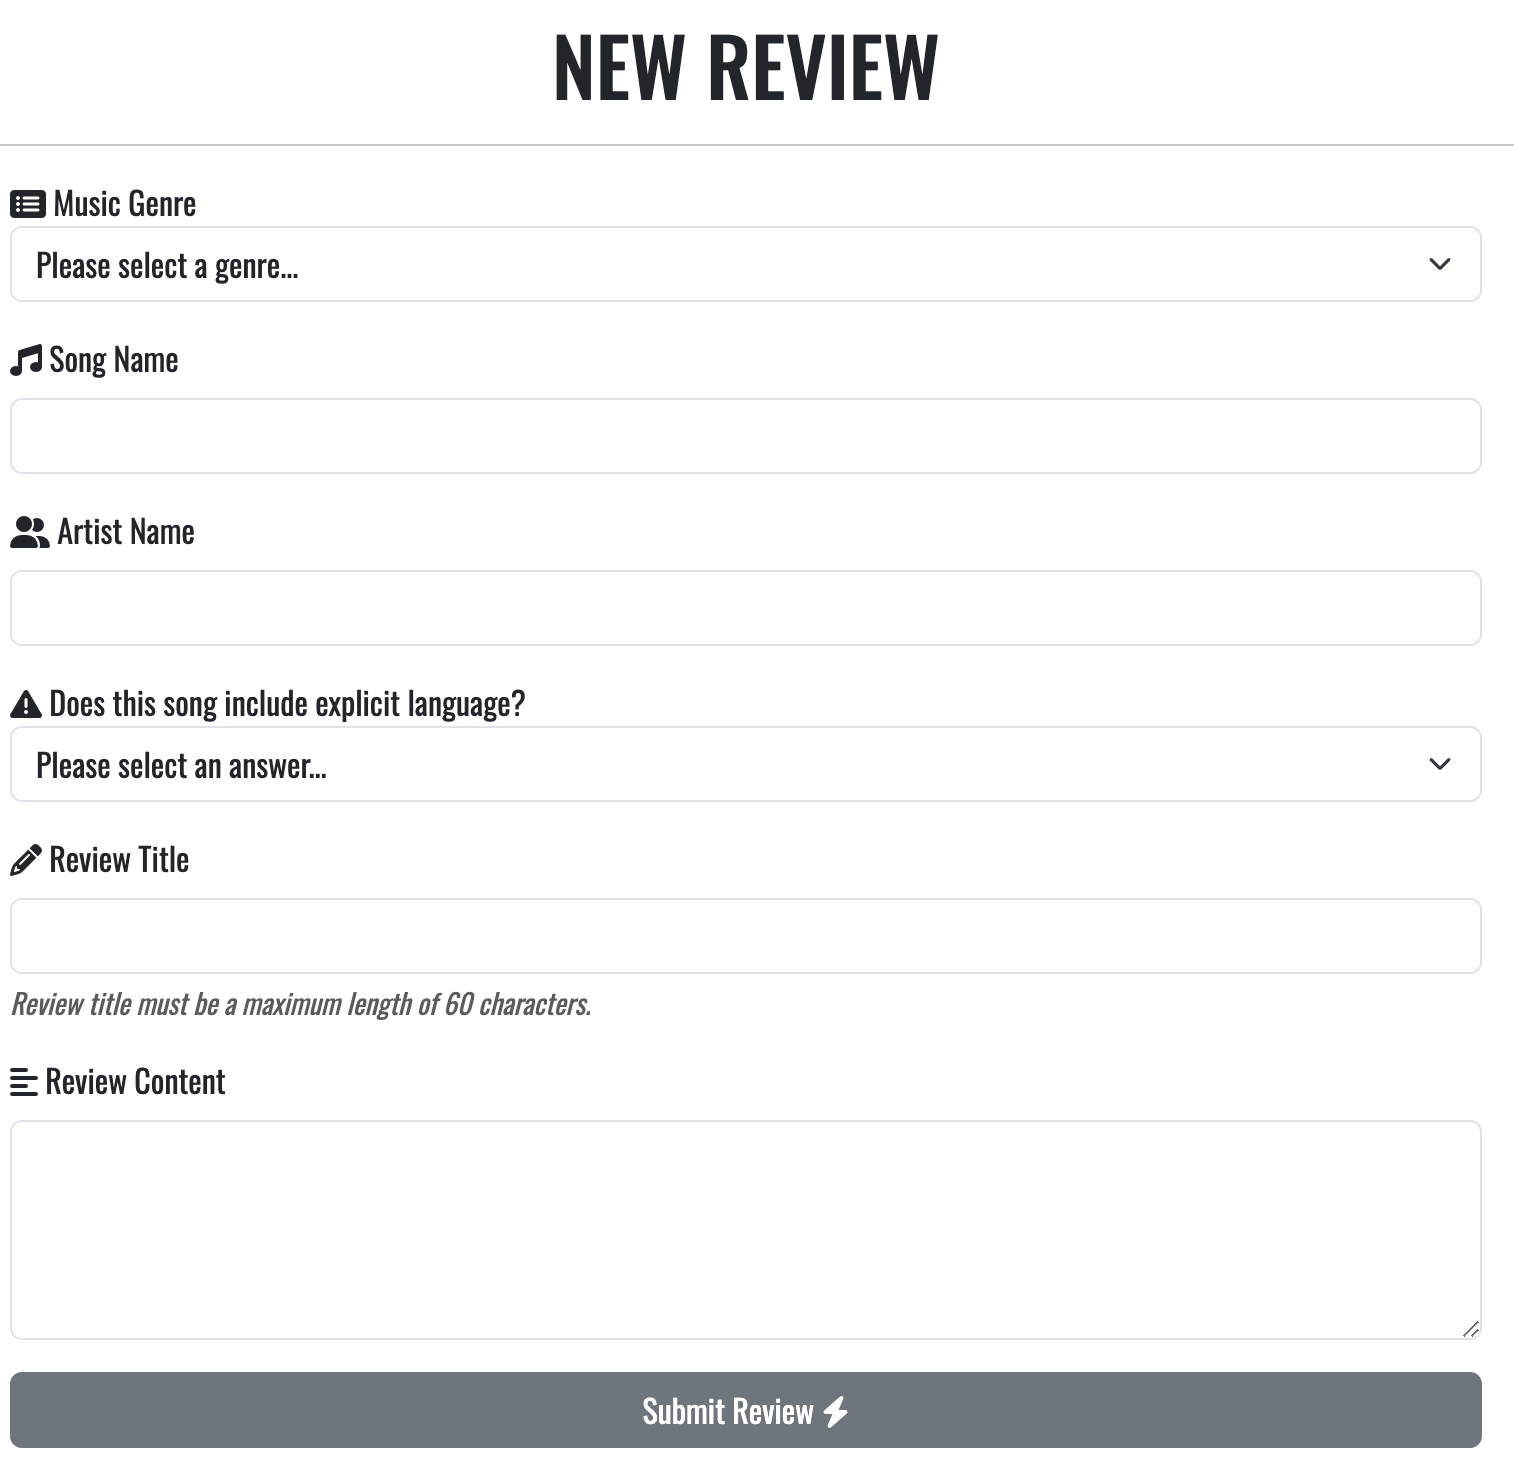 NEW REVIEW
Music Genre
Please select a genre...
Song Name
Artist Name
Does this song include explicit language?
Please select an answer...
Review Title
Review title must be a maximum length of 60 characters.
Review Content
Submit Review